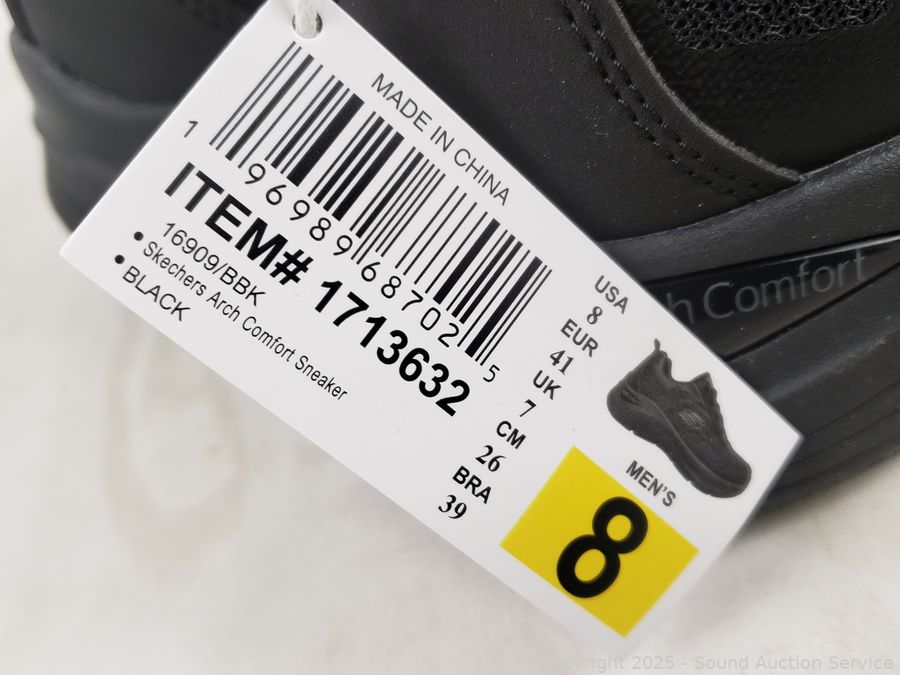 MADE IN CHINA
1 96989 68702 5
ITEM# 1713632
16909/BBK
• Skechers Arch Comfort Sneaker
• BLACK
USA
8
EUR
41
UK
7
CM
26
BRA
39
MEN'S
8
ch Comfort
Copyright 2025 - Sound Auction Service